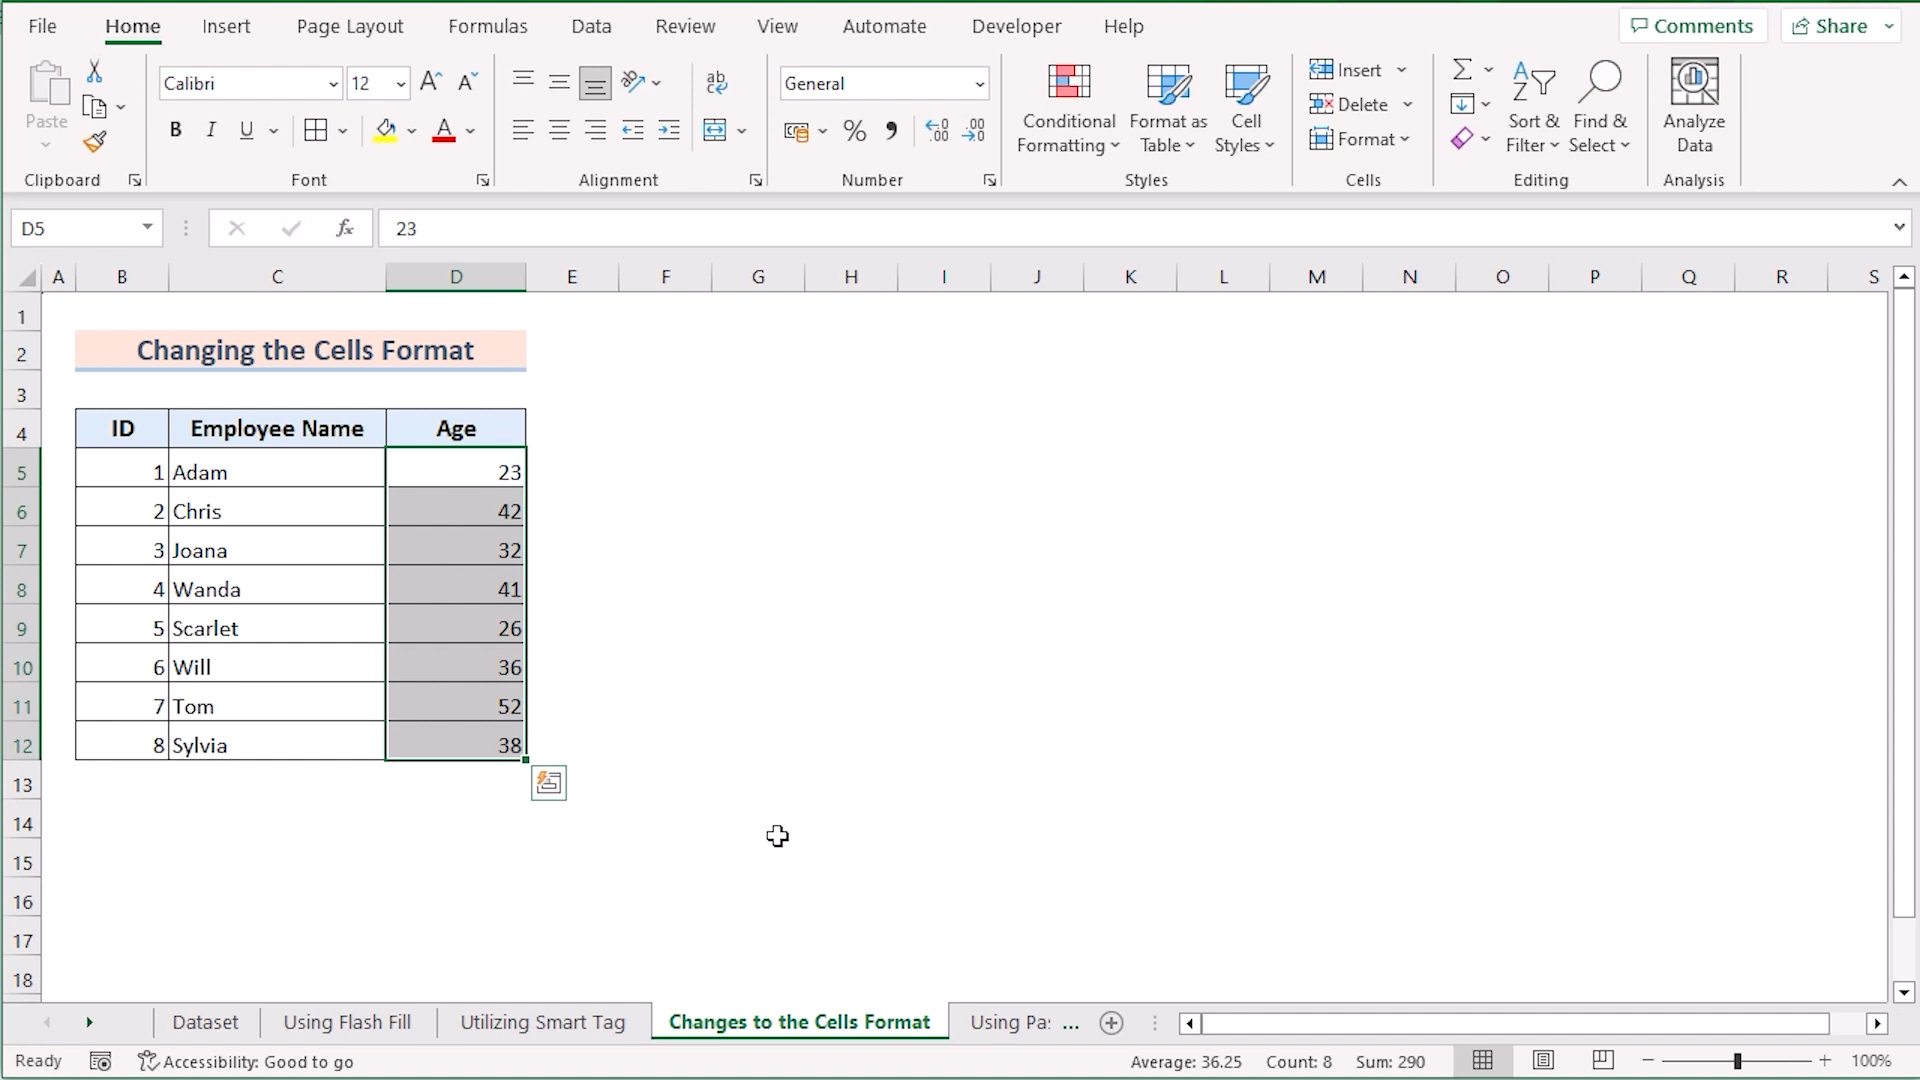 File Home Insert Page Layout Formulas Data Review View Automate Developer Help Comments Share
Calibri 12 A^ Aˇ ab General Insert Σ
Paste Delete
B I U A % , Conditional Formatting Format as Table Cell Styles Format Sort & Filter Find & Select Analyze Data
Clipboard Font Alignment Number Styles Cells Editing Analysis
D5 fx 23
A B C D E F G H I J K L M N O P Q R S
1
2 Changing the Cells Format
3
4 ID Employee Name Age
5 1 Adam 23
6 2 Chris 42
7 3 Joana 32
8 4 Wanda 41
9 5 Scarlet 26
10 6 Will 36
11 7 Tom 52
12 8 Sylvia 38
13
14
15
16
17
18
Dataset Using Flash Fill Utilizing Smart Tag Changes to the Cells Format Using Pa: ...
Ready Accessibility: Good to go Average: 36.25 Count: 8 Sum: 290 100%